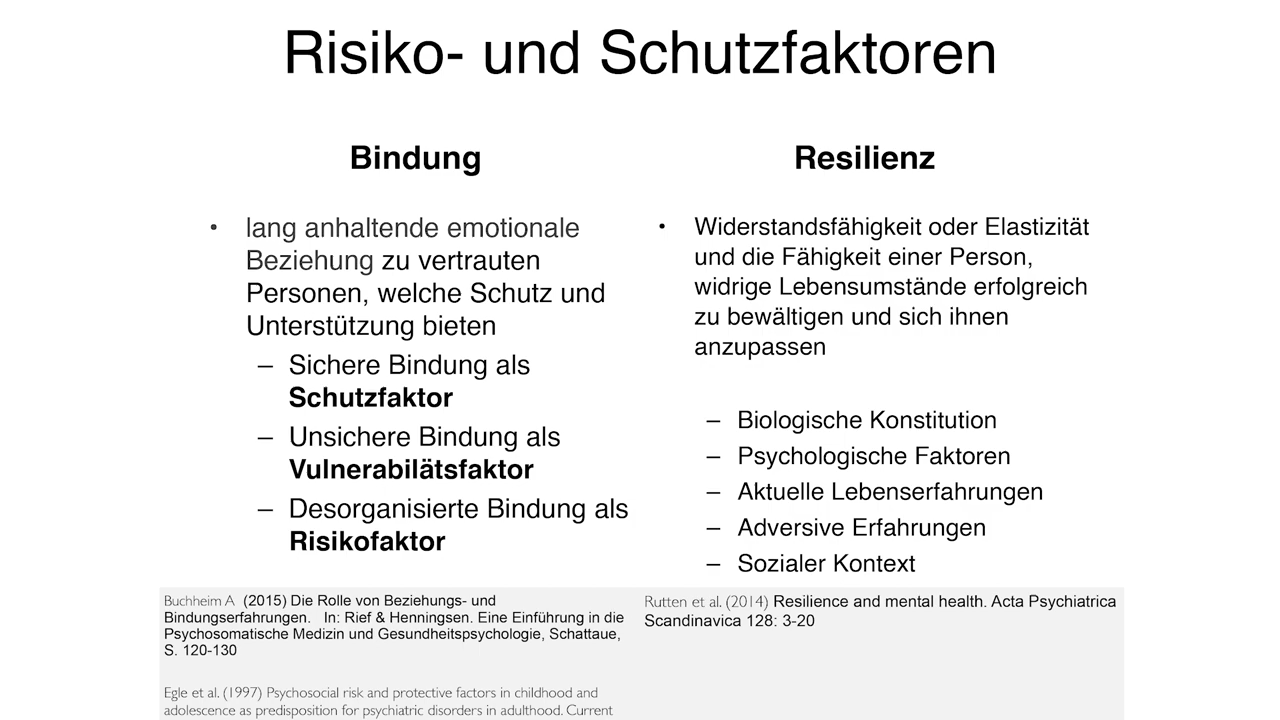 Risiko- und Schutzfaktoren
Bindung
• lang anhaltende emotionale
Beziehung zu vertrauten
Personen, welche Schutz und
Unterstützung bieten
– Sichere Bindung als
Schutzfaktor
– Unsichere Bindung als
Vulnerabilätsfaktor
– Desorganisierte Bindung als
Risikofaktor
Buchheim A (2015) Die Rolle von Beziehungs- und
Bindungserfahrungen. In: Rief & Henningsen. Eine Einführung in die
Psychosomatische Medizin und Gesundheitspsychologie, Schattaue,
S. 120-130
Egle et al. (1997) Psychosocial risk and protective factors in childhood and
adolescence as predisposition for psychiatric disorders in adulthood. Current
Resilienz
• Widerstandsfähigkeit oder Elastizität
und die Fähigkeit einer Person,
widrige Lebensumstände erfolgreich
zu bewältigen und sich ihnen
anzupassen
– Biologische Konstitution
– Psychologische Faktoren
– Aktuelle Lebenserfahrungen
– Adversive Erfahrungen
– Sozialer Kontext
Rutten et al. (2014) Resilience and mental health. Acta Psychiatrica
Scandinavica 128: 3-20